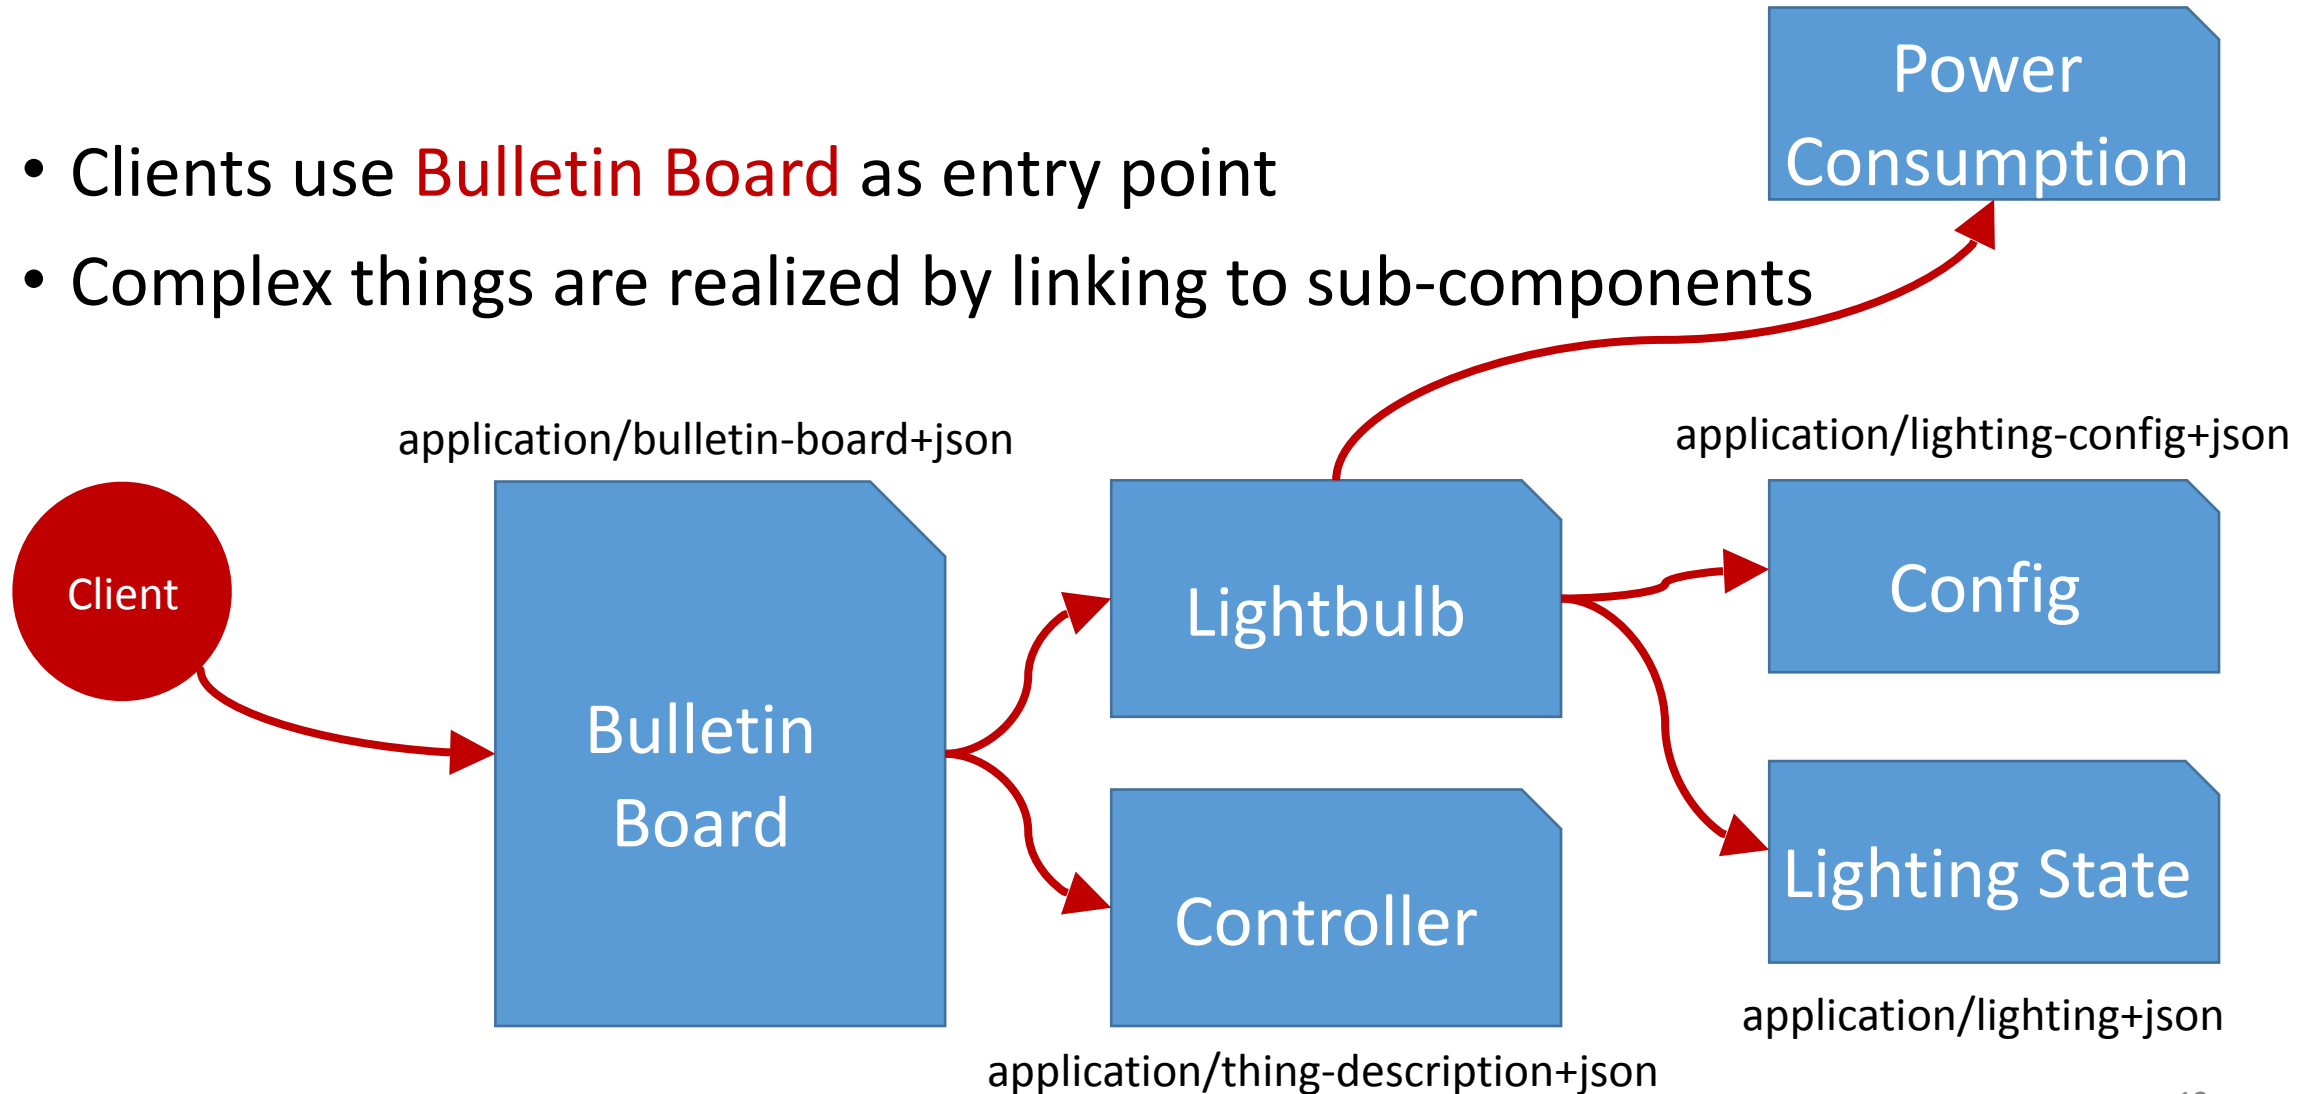 Power
Consumption
• Clients use Bulletin Board as entry point
• Complex things are realized by linking to sub-components
application/bulletin-board+json
application/lighting-config+json
Client
Bulletin
Board
Lightbulb
Config
Controller
Lighting State
application/lighting+json
application/thing-description+json